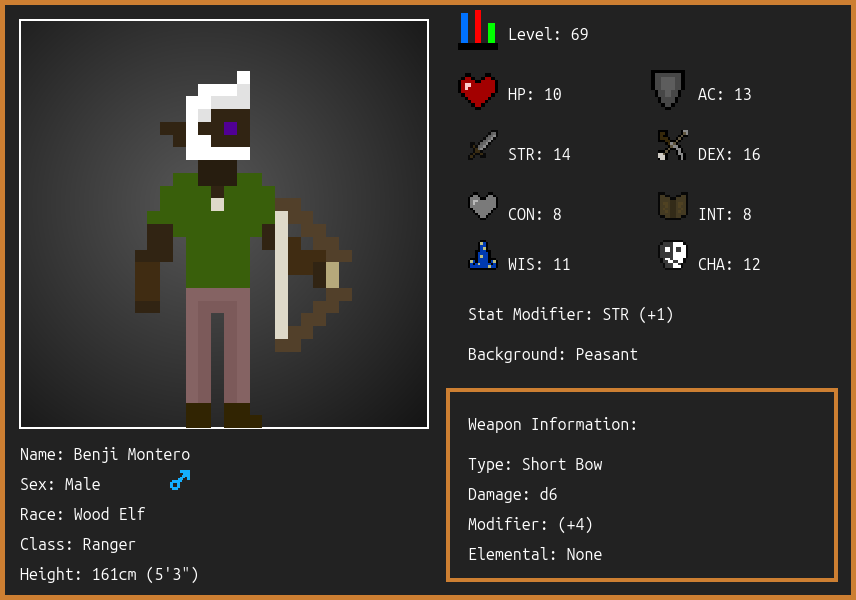 Level: 69
HP: 10
AC: 13
STR: 14
DEX: 16
CON: 8
INT: 8
WIS: 11
CHA: 12
Stat Modifier: STR (+1)
Background: Peasant
Weapon Information:
Type: Short Bow
Damage: d6
Modifier: (+4)
Elemental: None
Name: Benji Montero
Sex: Male
Race: Wood Elf
Class: Ranger
Height: 161cm (5'3")